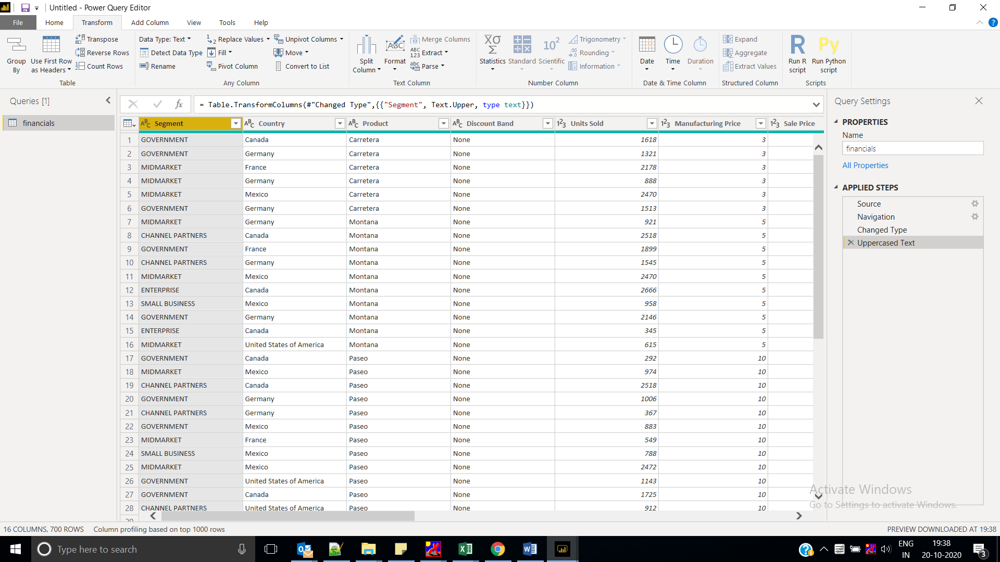 Untitled - Power Query Editor
File Home Transform Add Column View Tools Help
Group By
Use First Row as Headers
Transpose
Reverse Rows
Count Rows
Table
Data Type: Text
Detect Data Type
Rename
Replace Values
Fill
Pivot Column
Unpivot Columns
Move
Convert to List
Any Column
Split Column
Format
Merge Columns
Extract
Parse
Text Column
Statistics
Standard
Scientific
Trigonometry
Rounding
Information
Number Column
Date
Time
Duration
Date & Time Column
Expand
Aggregate
Extract Values
Structured Column
Run R script
Run Python script
Scripts
Queries [1]
financials
= Table.TransformColumns(#"Changed Type",{{"Segment", Text.Upper, type text}})
Segment Country Product Discount Band Units Sold Manufacturing Price Sale Price
1 GOVERNMENT Canada Carretera None 1618 3
2 GOVERNMENT Germany Carretera None 1321 3
3 MIDMARKET France Carretera None 2178 3
4 MIDMARKET Germany Carretera None 888 3
5 MIDMARKET Mexico Carretera None 2470 3
6 GOVERNMENT Germany Carretera None 1513 3
7 MIDMARKET Germany Montana None 921 5
8 CHANNEL PARTNERS Canada Montana None 2518 5
9 GOVERNMENT France Montana None 1899 5
10 CHANNEL PARTNERS Germany Montana None 1545 5
11 MIDMARKET Mexico Montana None 2470 5
12 ENTERPRISE Canada Montana None 2666 5
13 SMALL BUSINESS Mexico Montana None 958 5
14 GOVERNMENT Germany Montana None 2146 5
15 ENTERPRISE Canada Montana None 345 5
16 MIDMARKET United States of America Montana None 615 5
17 GOVERNMENT Canada Paseo None 292 10
18 MIDMARKET Mexico Paseo None 974 10
19 CHANNEL PARTNERS Canada Paseo None 2518 10
20 GOVERNMENT Germany Paseo None 1006 10
21 CHANNEL PARTNERS Germany Paseo None 367 10
22 GOVERNMENT Mexico Paseo None 883 10
23 MIDMARKET France Paseo None 549 10
24 SMALL BUSINESS Mexico Paseo None 788 10
25 MIDMARKET Mexico Paseo None 2472 10
26 GOVERNMENT United States of America Paseo None 1143 10
27 GOVERNMENT Canada Paseo None 1725 10
28 CHANNEL PARTNERS United States of America Paseo None 912 10
Query Settings
PROPERTIES
Name
financials
All Properties
APPLIED STEPS
Source
Navigation
Changed Type
Uppercased Text
Activate Windows
Go to Settings to activate Windows.
16 COLUMNS, 700 ROWS Column profiling based on top 1000 rows
PREVIEW DOWNLOADED AT 19:38
Type here to search
ENG
IN
19:38
20-10-2020
3